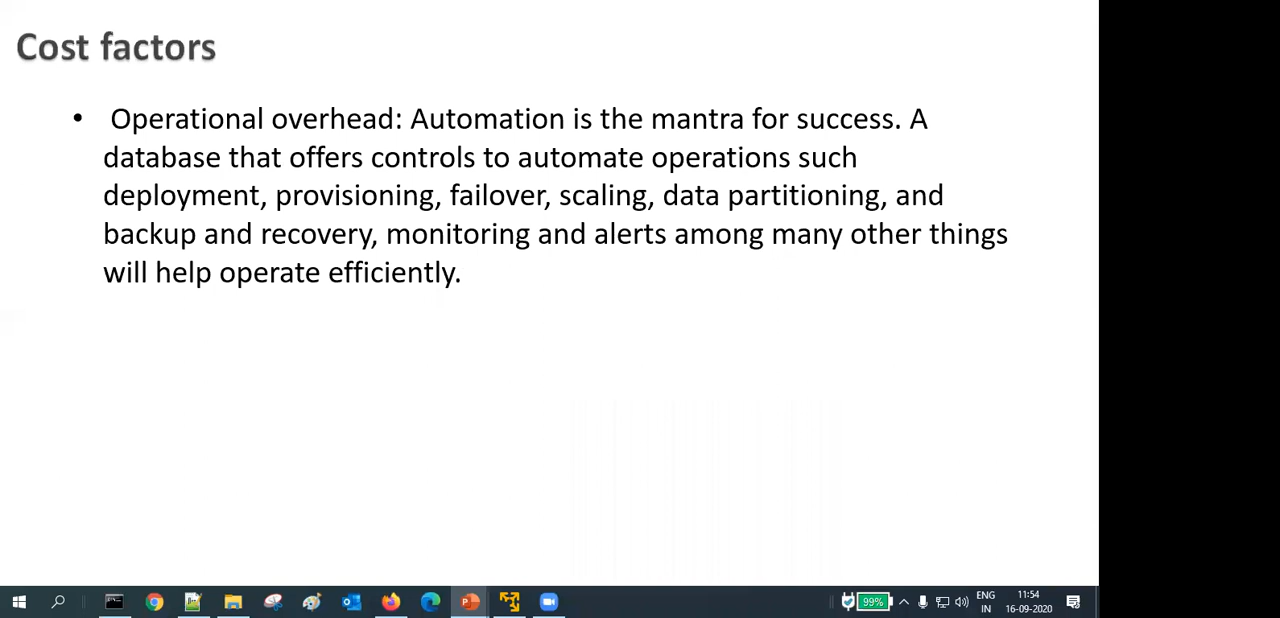 Cost factors
• Operational overhead: Automation is the mantra for success. A
database that offers controls to automate operations such
deployment, provisioning, failover, scaling, data partitioning, and
backup and recovery, monitoring and alerts among many other things
will help operate efficiently.
99%
ENG
IN
11:54
16-09-2020